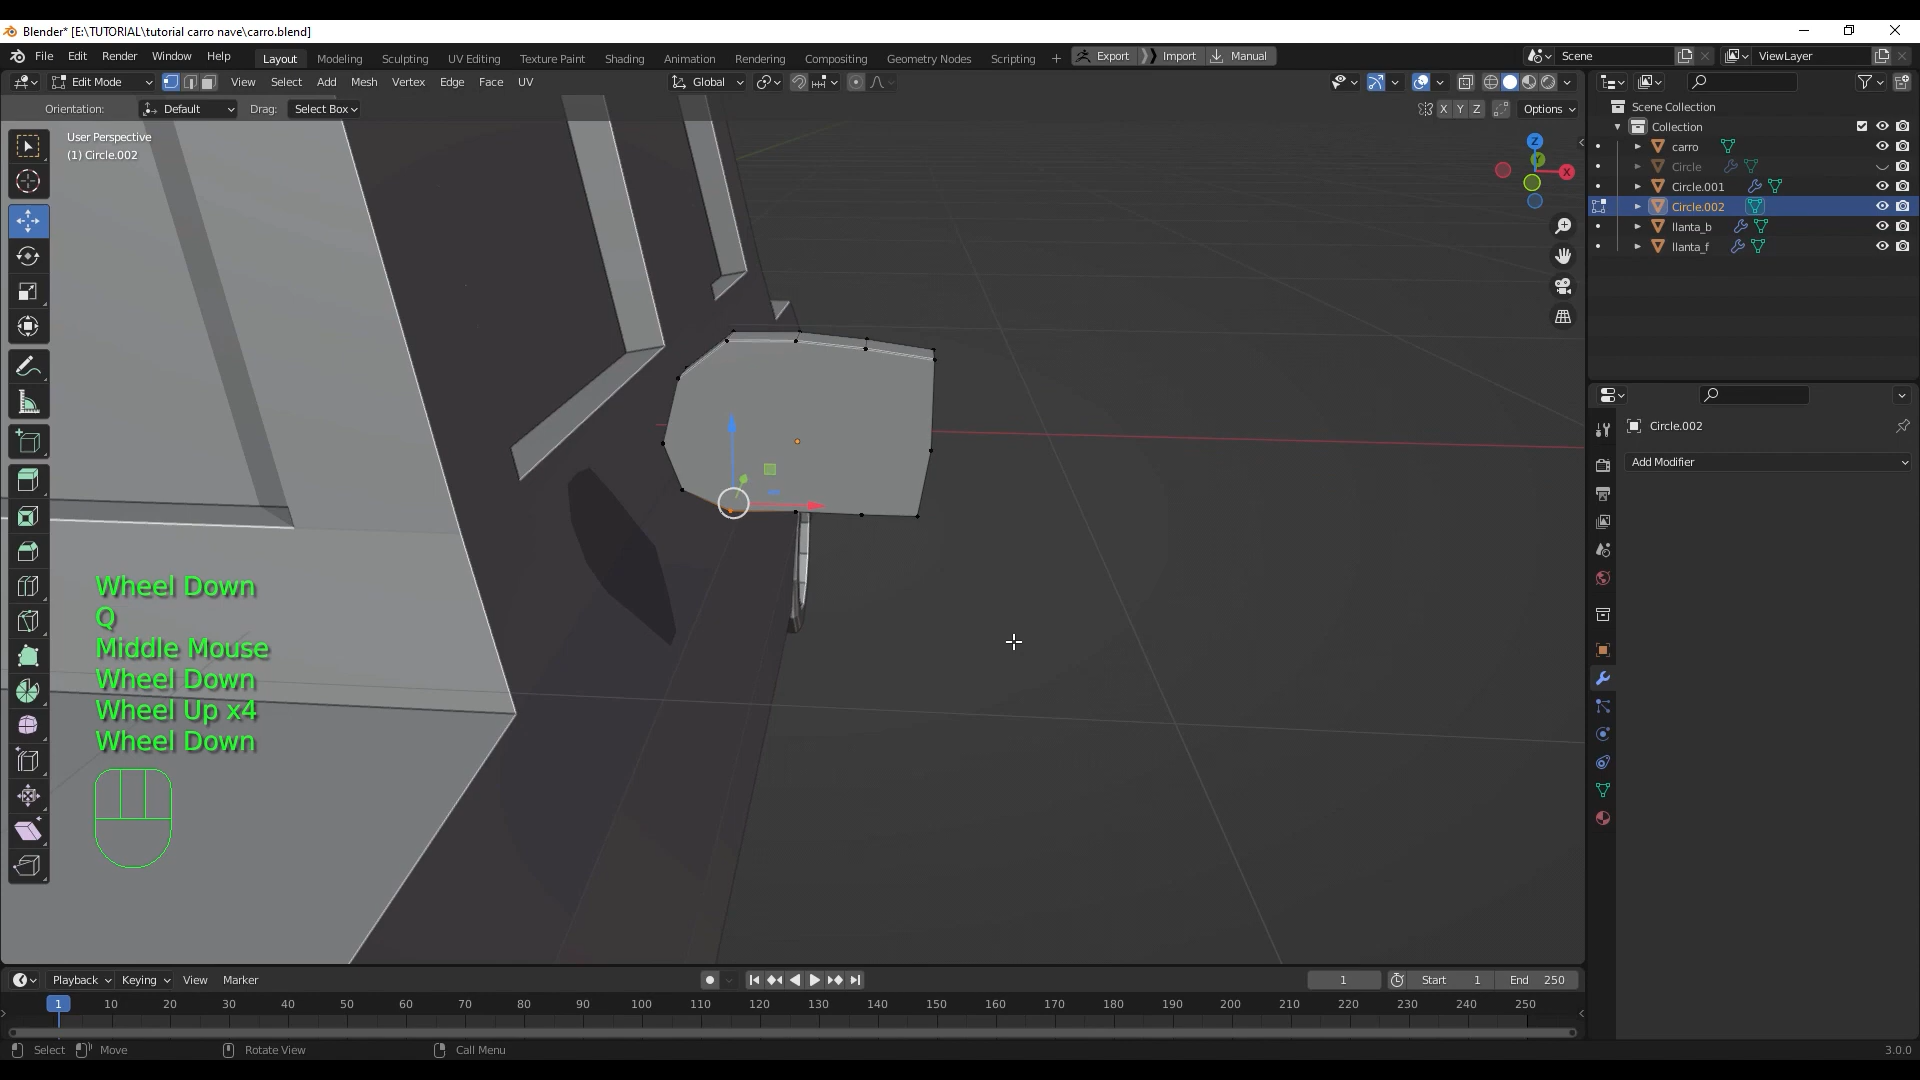 Blender* [E:\TUTORIAL\tutorial carro nave\carro.blend]
File Edit Render Window Help Layout Modeling Sculpting UV Editing Texture Paint Shading Animation Rendering Compositing Geometry Nodes Scripting + Export Import Manual Scene ViewLayer
Edit Mode View Select Add Mesh Vertex Edge Face UV Global
Orientation: Default Drag: Select Box X Y Z Options
User Perspective
(1) Circle.002
Z
X
Scene Collection
Collection
carro
Circle
Circle.001
Circle.002
llanta_b
llanta_f
Circle.002
Add Modifier
Wheel Down
Q
Middle Mouse
Wheel Down
Wheel Up x4
Wheel Down
Playback Keying View Marker 1 Start 1 End 250
1 10 20 30 40 50 60 70 80 90 100 110 120 130 140 150 160 170 180 190 200 210 220 230 240 250
Select Move Rotate View Call Menu 3.0.0